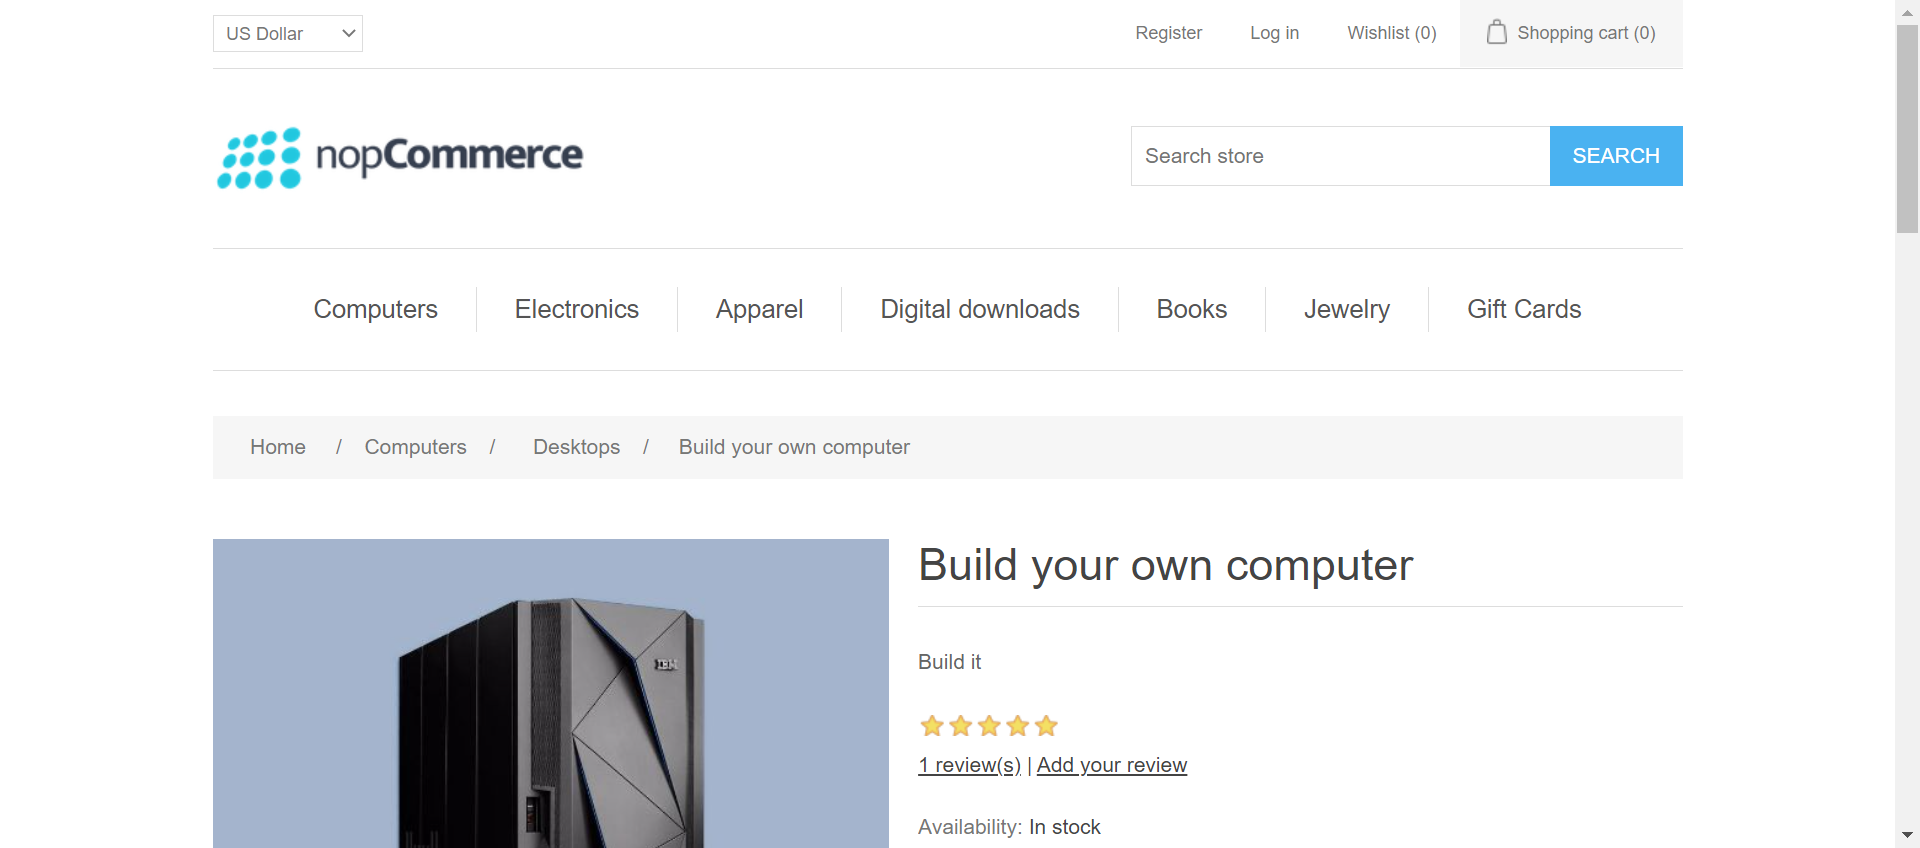 US Dollar
Register
Log in
Wishlist (0)
Shopping cart (0)
nopCommerce
Search store
SEARCH
Computers
Electronics
Apparel
Digital downloads
Books
Jewelry
Gift Cards
Home / Computers / Desktops / Build your own computer
Build your own computer
IBM
Build it
1 review(s) | Add your review
Availability: In stock